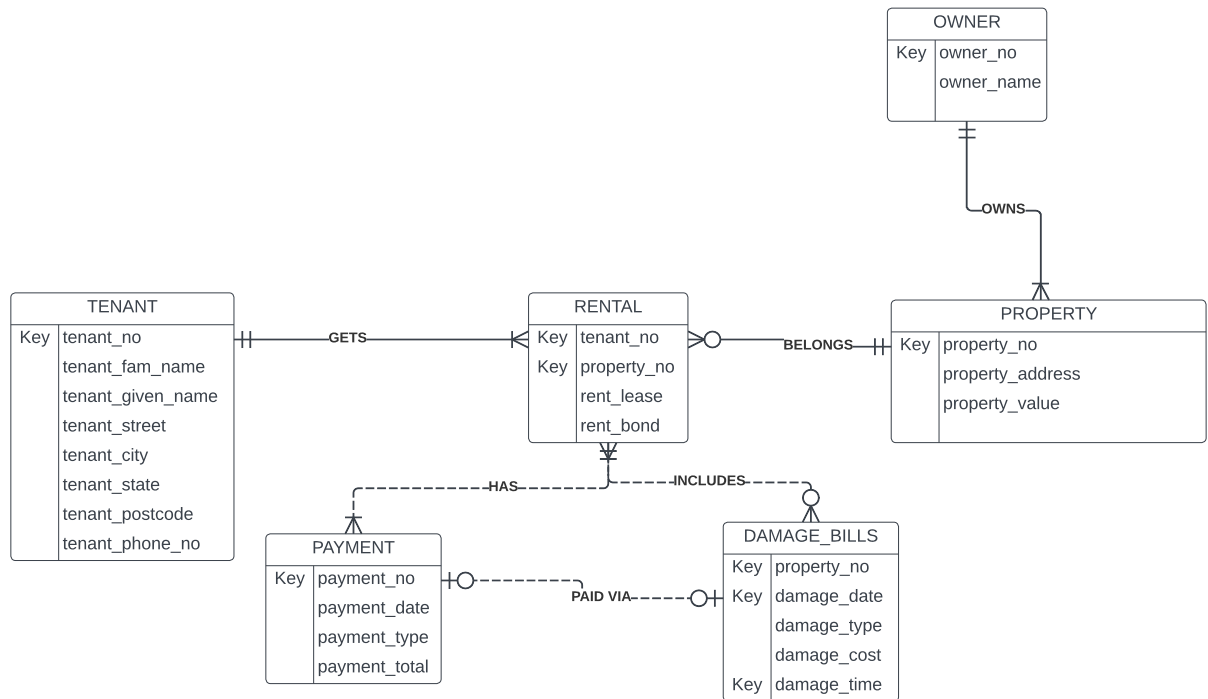 OWNER
Key owner_no
owner_name
OWNS
TENANT
Key tenant_no
tenant_fam_name
tenant_given_name
tenant_street
tenant_city
tenant_state
tenant_postcode
tenant_phone_no
GETS
RENTAL
Key tenant_no
Key property_no
rent_lease
rent_bond
BELONGS
PROPERTY
Key property_no
property_address
property_value
HAS
INCLUDES
PAYMENT
Key payment_no
payment_date
payment_type
payment_total
PAID VIA
DAMAGE_BILLS
Key property_no
Key damage_date
damage_type
damage_cost
Key damage_time